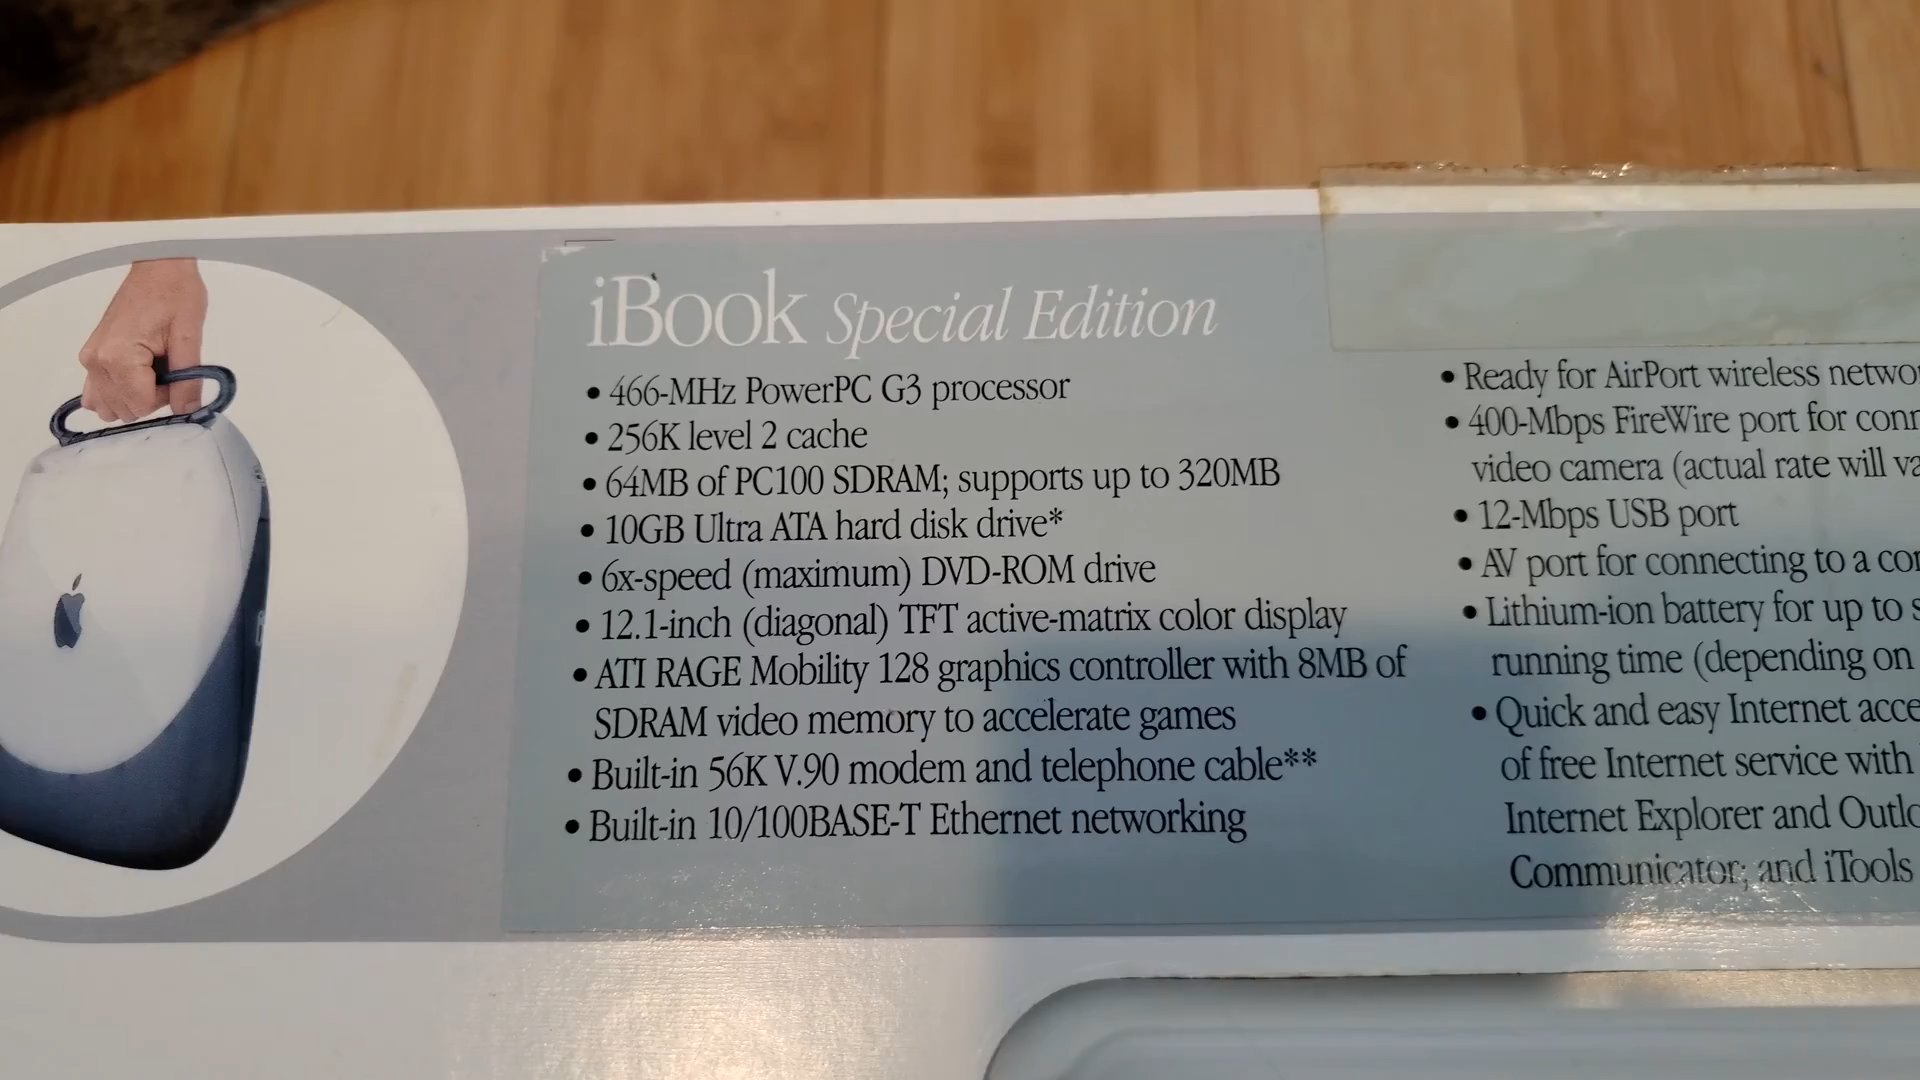 iBook Special Edition
• 466-MHz PowerPC G3 processor
• 256K level 2 cache
• 64MB of PC100 SDRAM; supports up to 320MB
• 10GB Ultra ATA hard disk drive*
• 6x-speed (maximum) DVD-ROM drive
• 12.1-inch (diagonal) TFT active-matrix color display
• ATI RAGE Mobility 128 graphics controller with 8MB of
SDRAM video memory to accelerate games
• Built-in 56K V.90 modem and telephone cable**
• Built-in 10/100BASE-T Ethernet networking
• Ready for AirPort wireless
• 400-Mbps FireWire port for
video camera (actual rate will
• 12-Mbps USB port
• AV port for connecting to a
• Lithium-ion battery for up to
running time (depending on
• Quick and easy Internet
of free Internet service with
Internet Explorer and
Communicator; and iTools